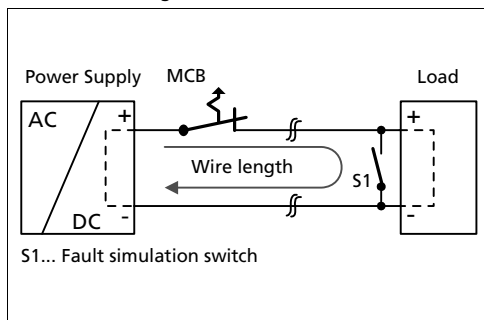 Power Supply MCB Load
AC + +
Wire length
S1
DC - -
S1... Fault simulation switch